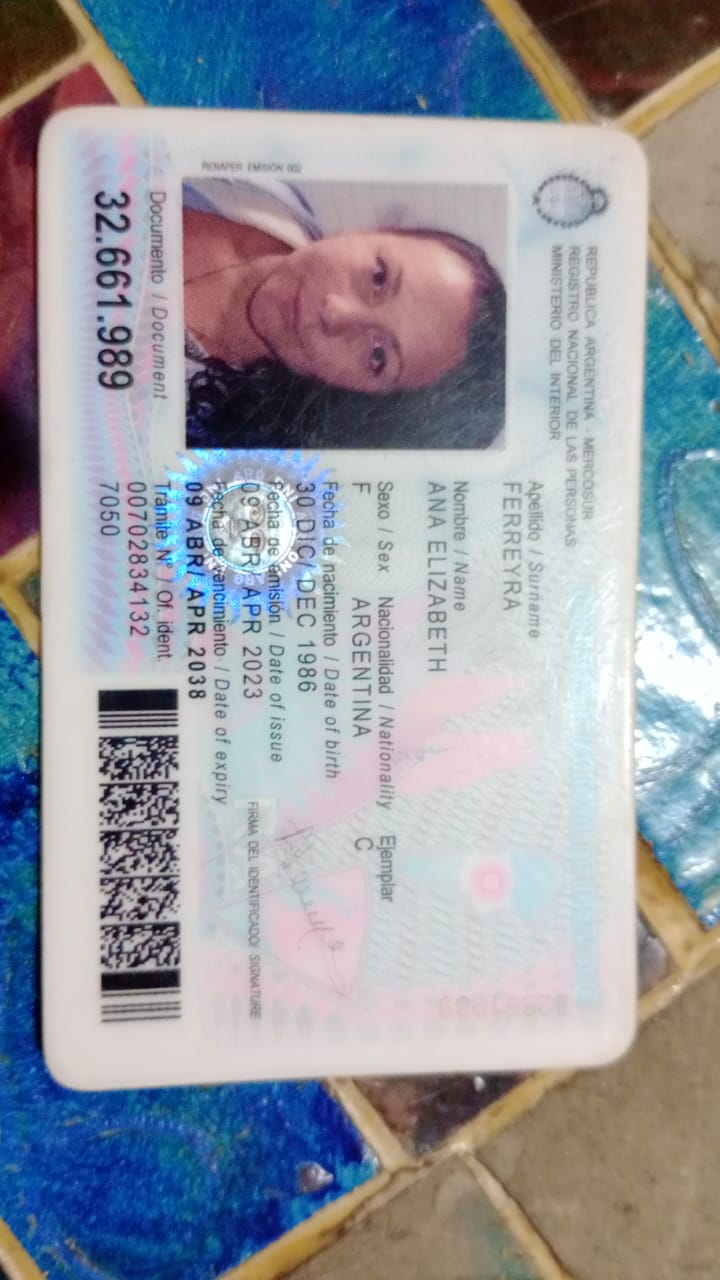 REPUBLICA ARGENTINA - MERCOSUR
REGISTRO NACIONAL DE LAS PERSONAS
MINISTERIO DEL INTERIOR
Apellido / Surname
FERREYRA
Nombre / Name
ANA ELIZABETH
Sexo / Sex Nacionalidad / Nationality Ejemplar
F ARGENTINA C
Fecha de nacimiento / Date of birth
30 DIC/ DEC 1986
Fecha de emisión / Date of issue
09 ABR/ APR 2023
Fecha de vencimiento / Date of expiry
09 ABR/ APR 2038
FIRMA DEL IDENTIFICADO/ SIGNATURE
RENAPER EMISIÓN 002
Documento / Document
32.661.989
Trámite N° / Of. ident.
00702834132
7050